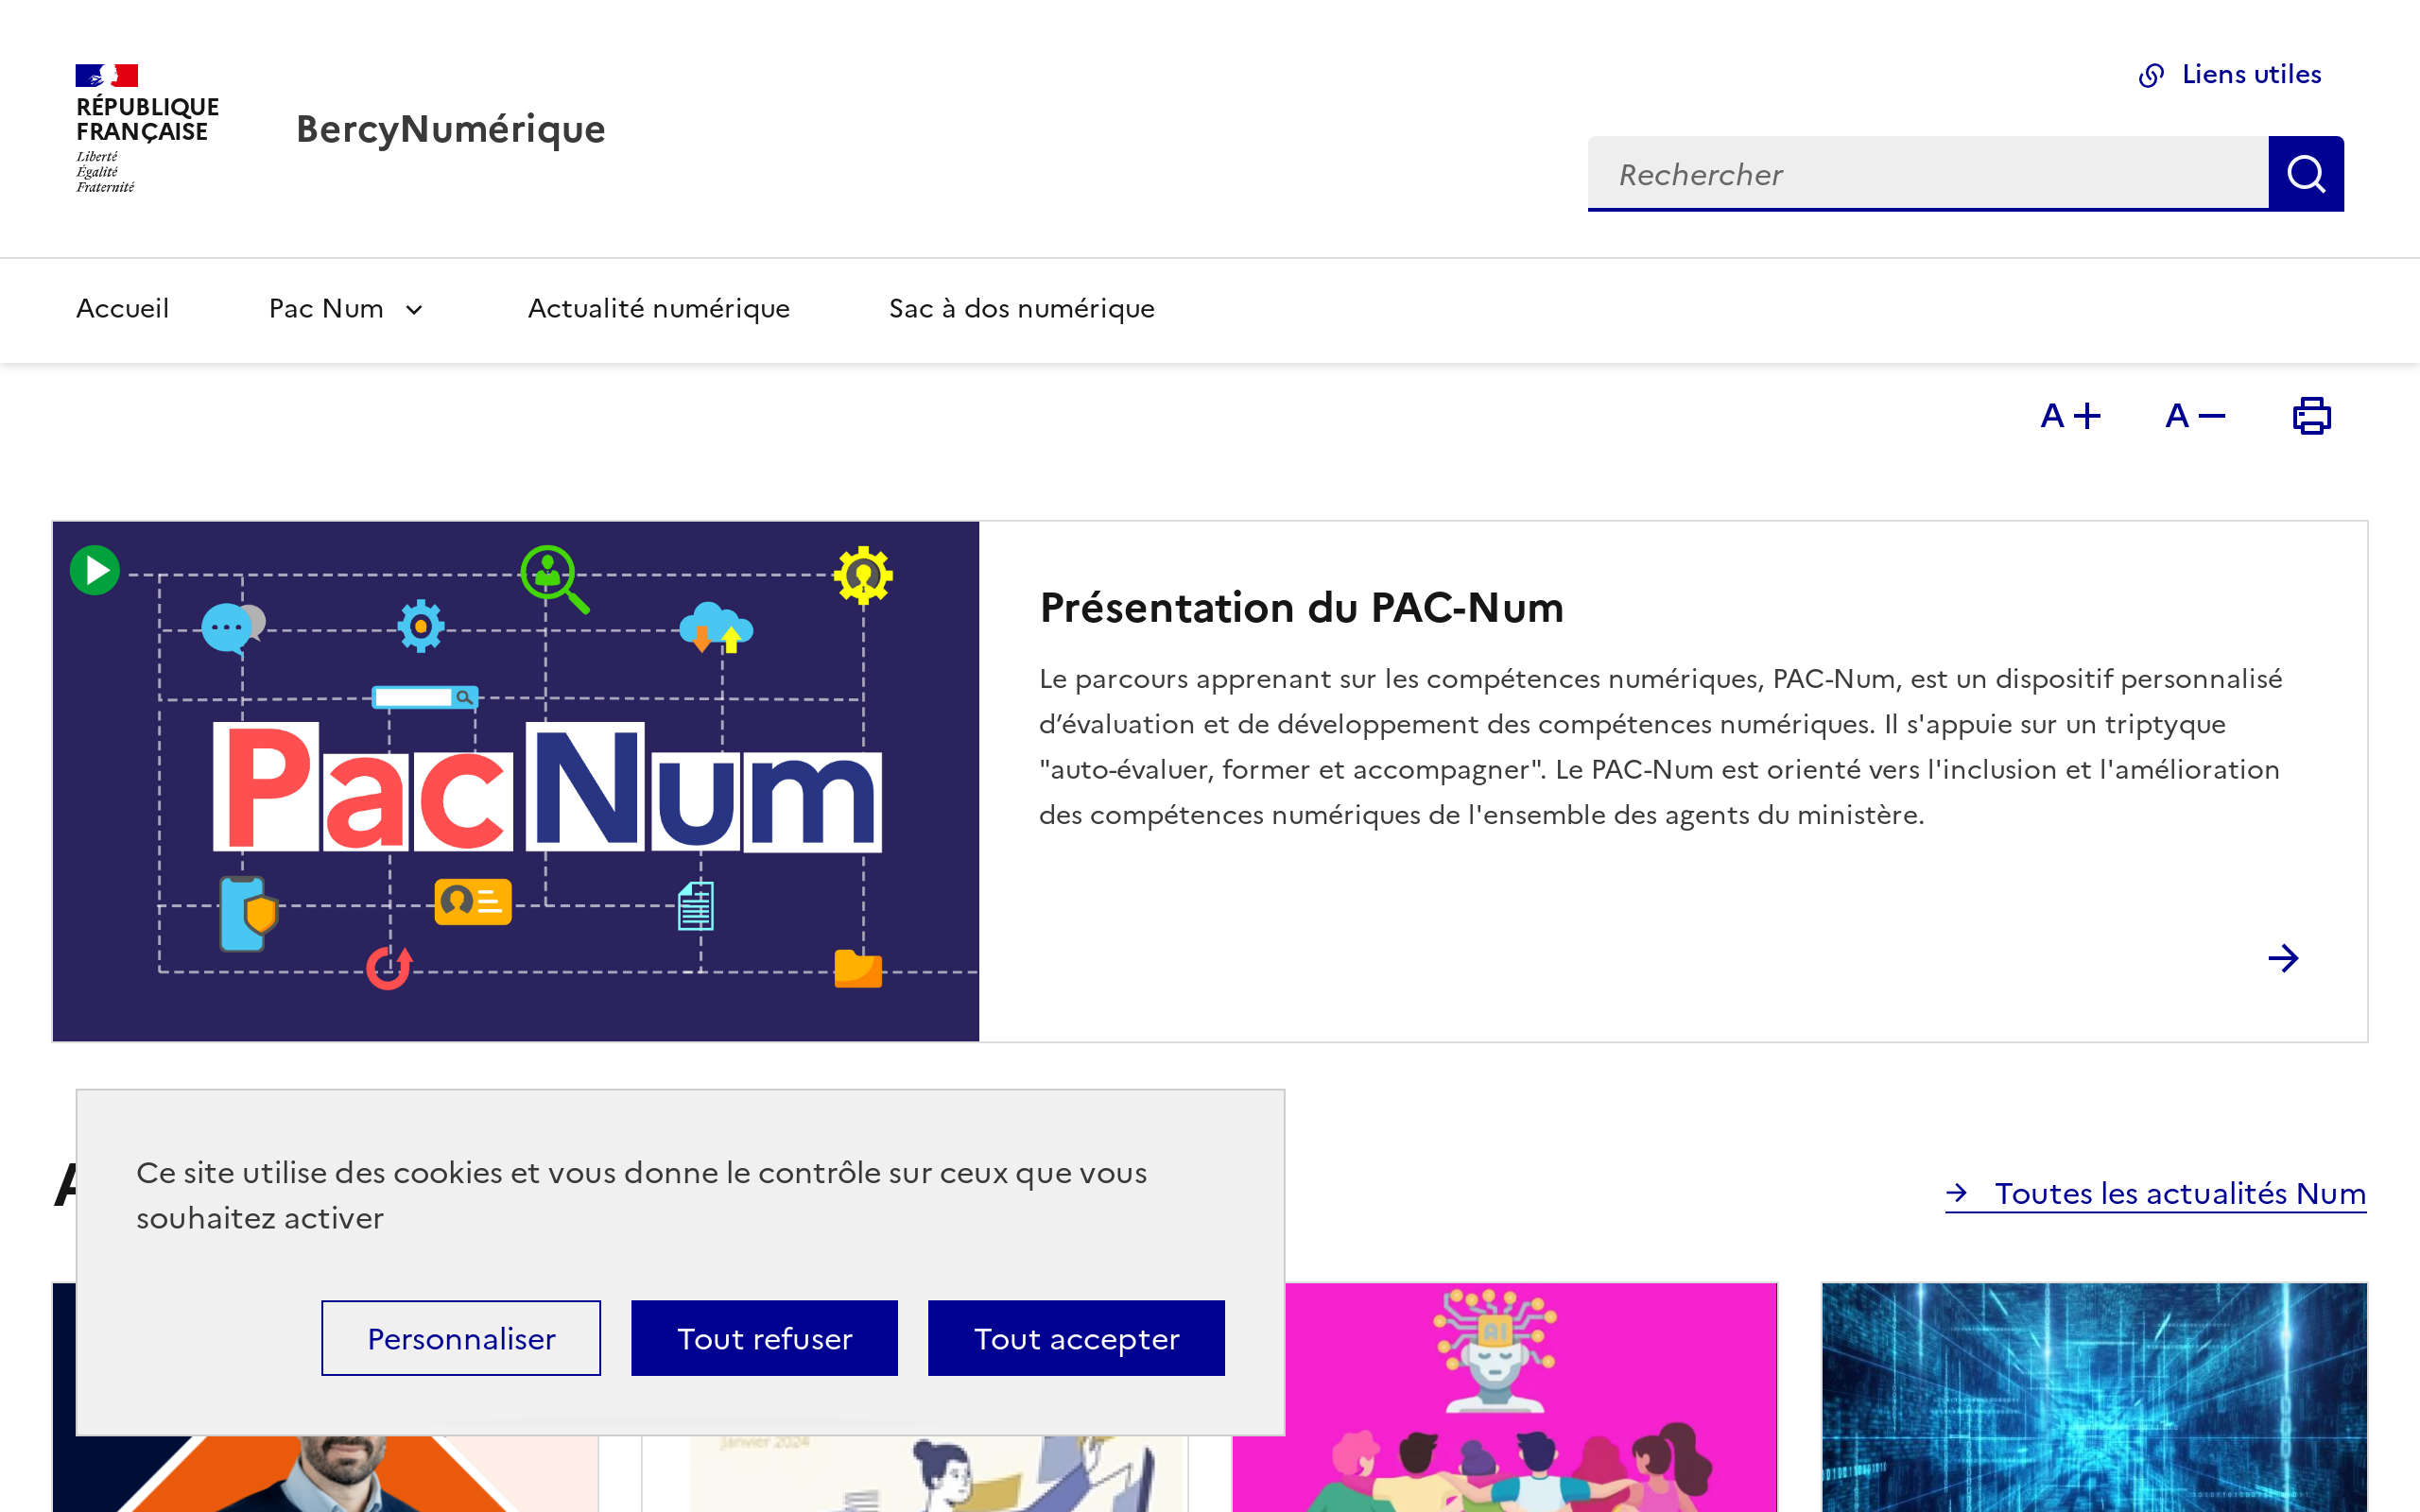 Liens utiles
RÉPUBLIQUE
FRANÇAISE
Liberté
Égalité
Fraternité
BercyNumérique
Rechercher
Accueil
Pac Num
Actualité numérique
Sac à dos numérique
A+
A−
PacNum
Présentation du PAC-Num
Le parcours apprenant sur les compétences numériques, PAC-Num, est un dispositif personnalisé
d’évaluation et de développement des compétences numériques. Il s'appuie sur un triptyque
"auto-évaluer, former et accompagner". Le PAC-Num est orienté vers l'inclusion et l'amélioration
des compétences numériques de l'ensemble des agents du ministère.
Toutes les actualités Num
Ce site utilise des cookies et vous donne le contrôle sur ceux que vous
souhaitez activer
Personnaliser
Tout refuser
Tout accepter
AI
janvier 2024